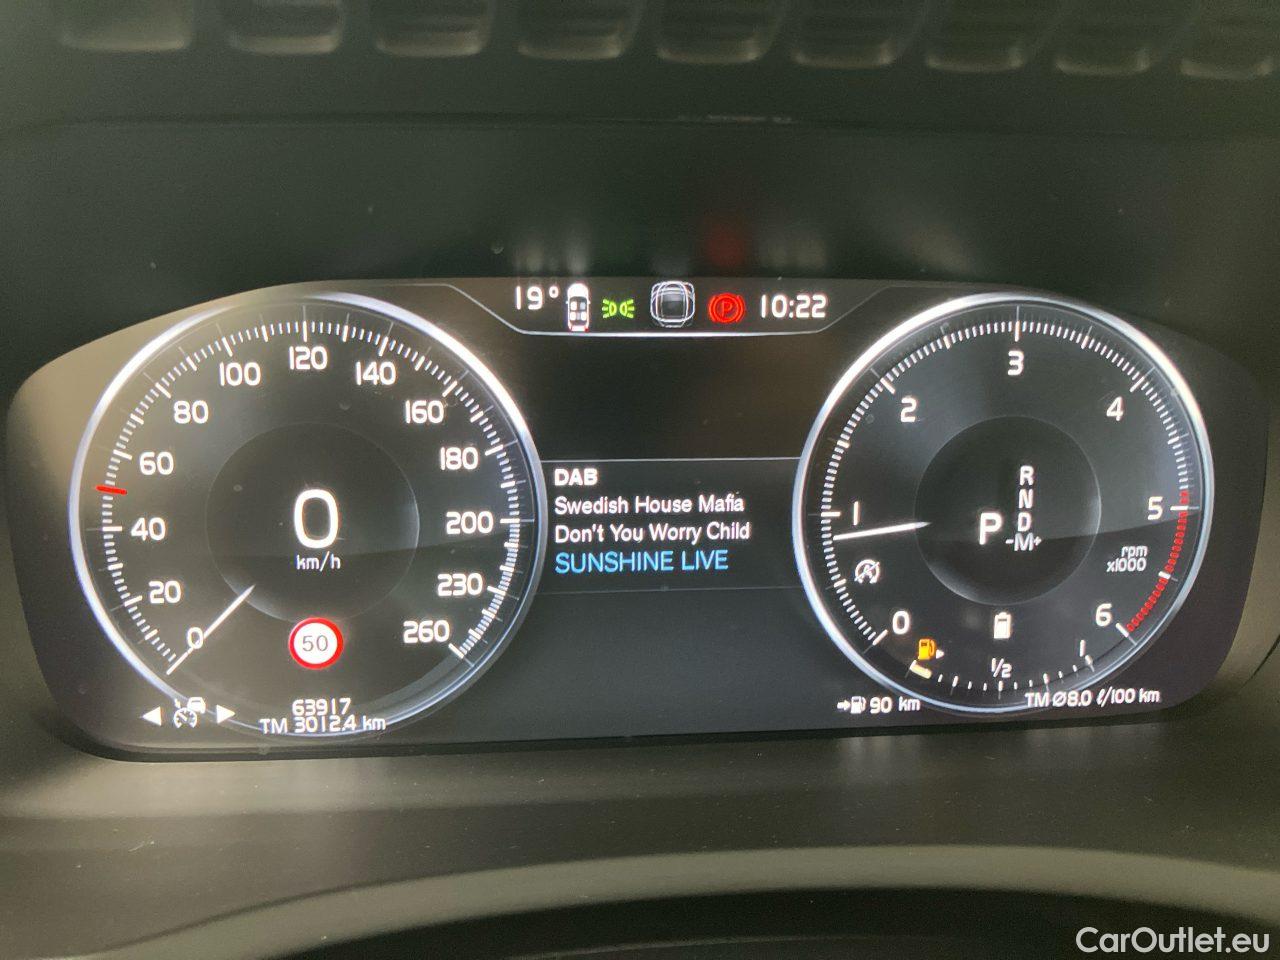 19° P 10:22
0 20 40 60 80 100 120 140 160 180 200 230 260
0
km/h
50
63917
TM 3012.4 km
DAB
Swedish House Mafia
Don't You Worry Child
SUNSHINE LIVE
0 1 2 3 4 5 6
R
N
P D
-M+
rpm
x1000
1/2 1
90 km
TM Ø8.0 ℓ/100 km
CarOutlet.eu